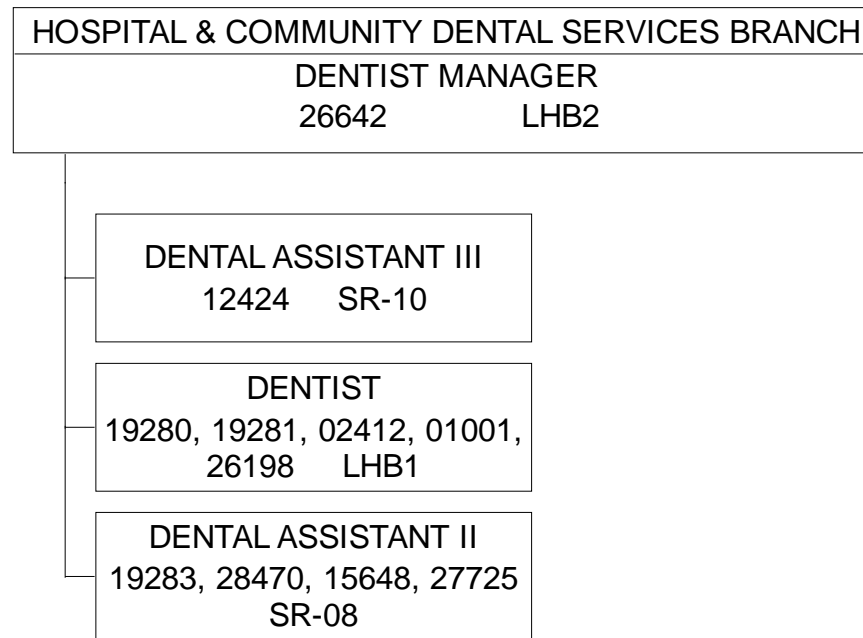 HOSPITAL & COMMUNITY DENTAL SERVICES BRANCH
DENTIST MANAGER
26642 LHB2
DENTAL ASSISTANT III
12424 SR-10
DENTIST
19280, 19281, 02412, 01001,
26198 LHB1
DENTAL ASSISTANT II
19283, 28470, 15648, 27725
SR-08